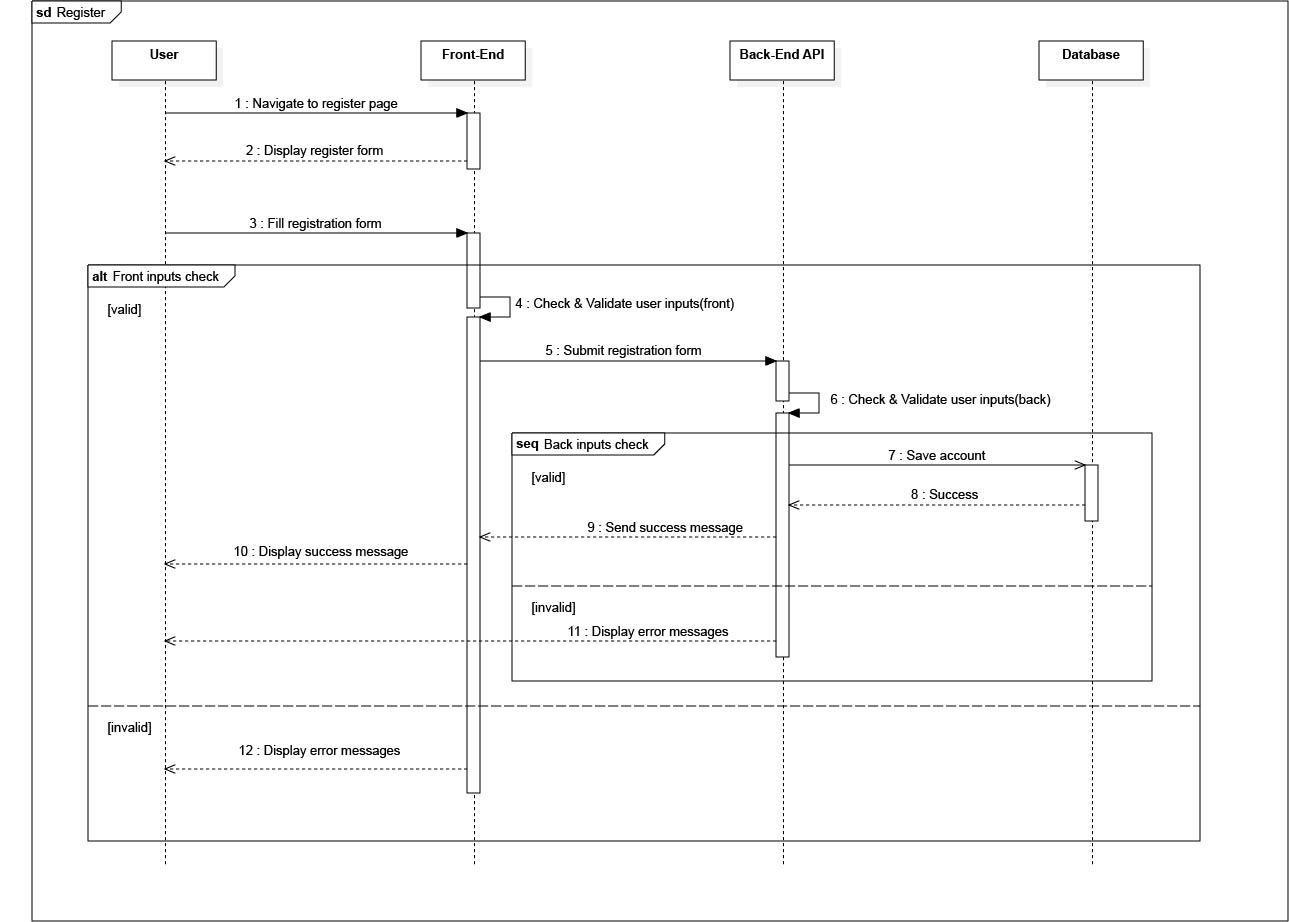 sd Register
User
Front-End
Back-End API
Database
1 : Navigate to register page
2 : Display register form
3 : Fill registration form
alt Front inputs check
[valid]
4 : Check & Validate user inputs(front)
5 : Submit registration form
6 : Check & Validate user inputs(back)
seq Back inputs check
7 : Save account
[valid]
8 : Success
9 : Send success message
10 : Display success message
[invalid]
11 : Display error messages
[invalid]
12 : Display error messages